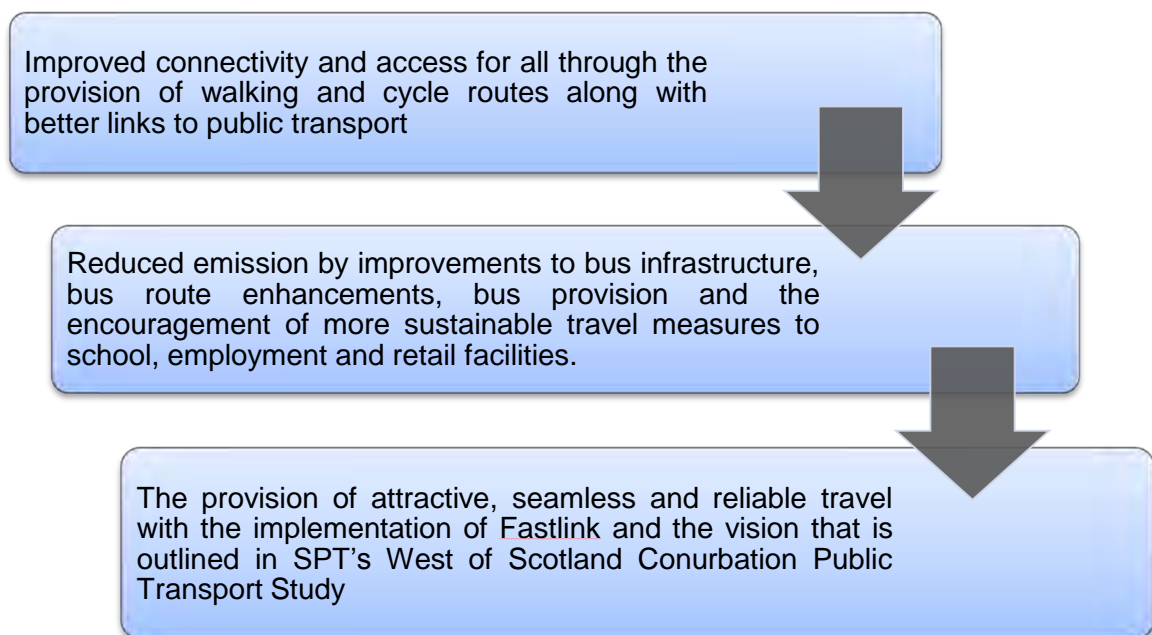 Improved connectivity and access for all through the
provision of walking and cycle routes along with
better links to public transport
Reduced emission by improvements to bus infrastructure,
bus route enhancements, bus provision and the
encouragement of more sustainable travel measures to
school, employment and retail facilities.
The provision of attractive, seamless and reliable travel
with the implementation of Fastlink and the vision that is
outlined in SPT’s West of Scotland Conurbation Public
Transport Study